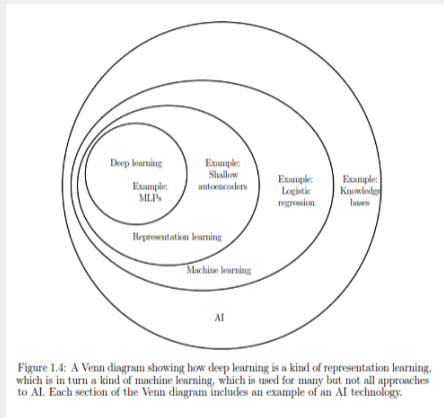 Deep learning
Example:
MLPs
Example:
Shallow
autoencoders
Example:
Logistic
regression
Example:
Knowledge
bases
Representation learning
Machine learning
AI
Figure 1.4: A Venn diagram showing how deep learning is a kind of representation learning,
which is in turn a kind of machine learning, which is used for many but not all approaches
to AI. Each section of the Venn diagram includes an example of an AI technology.